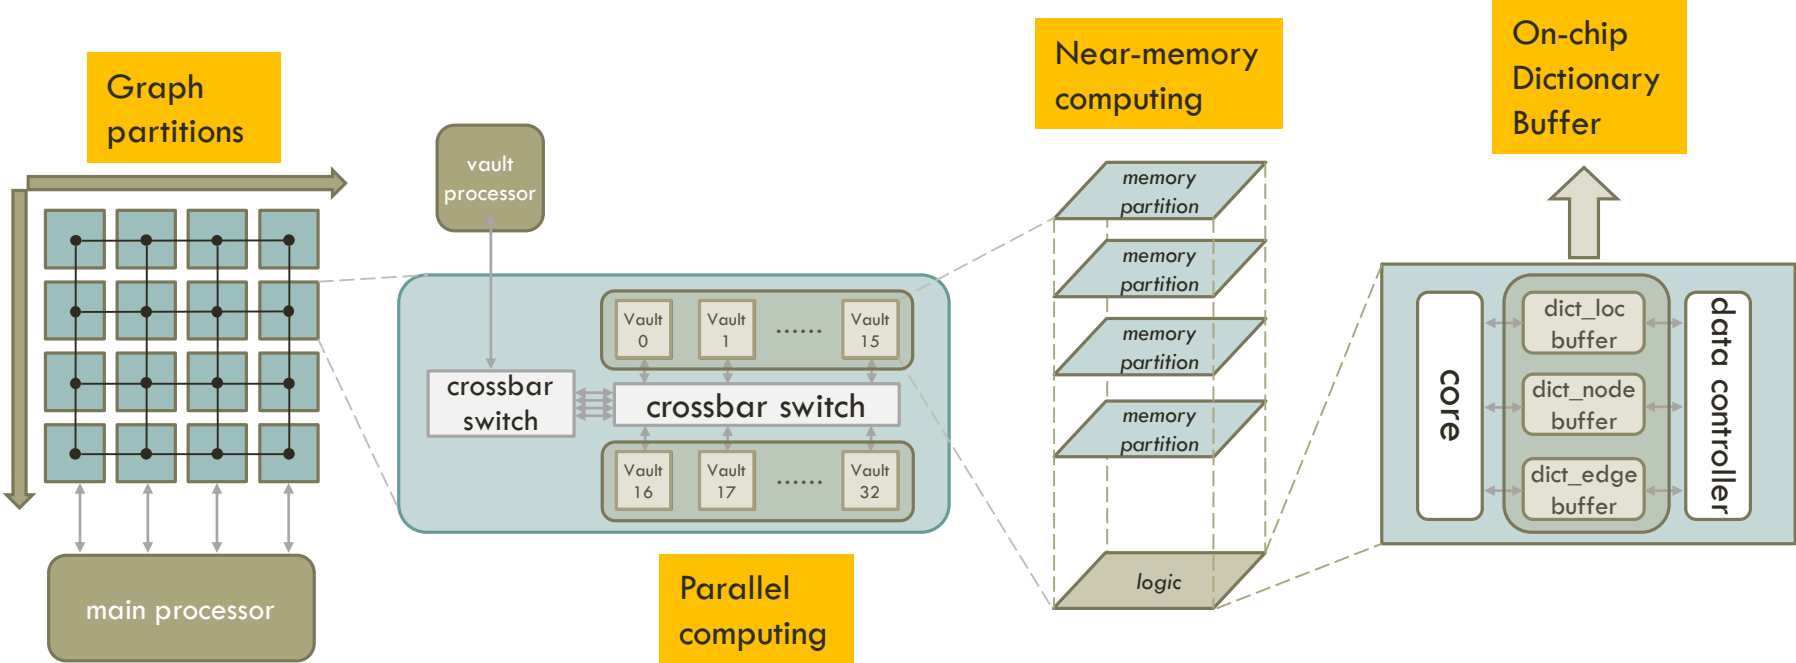 Graph
partitions
main processor
vault
processor
crossbar
switch
Vault
0
Vault
1
......
Vault
15
crossbar switch
Vault
16
Vault
17
......
Vault
32
Parallel
computing
Near-memory
computing
memory
partition
memory
partition
memory
partition
memory
partition
logic
On-chip
Dictionary
Buffer
core
dict_loc
buffer
dict_node
buffer
dict_edge
buffer
data controller